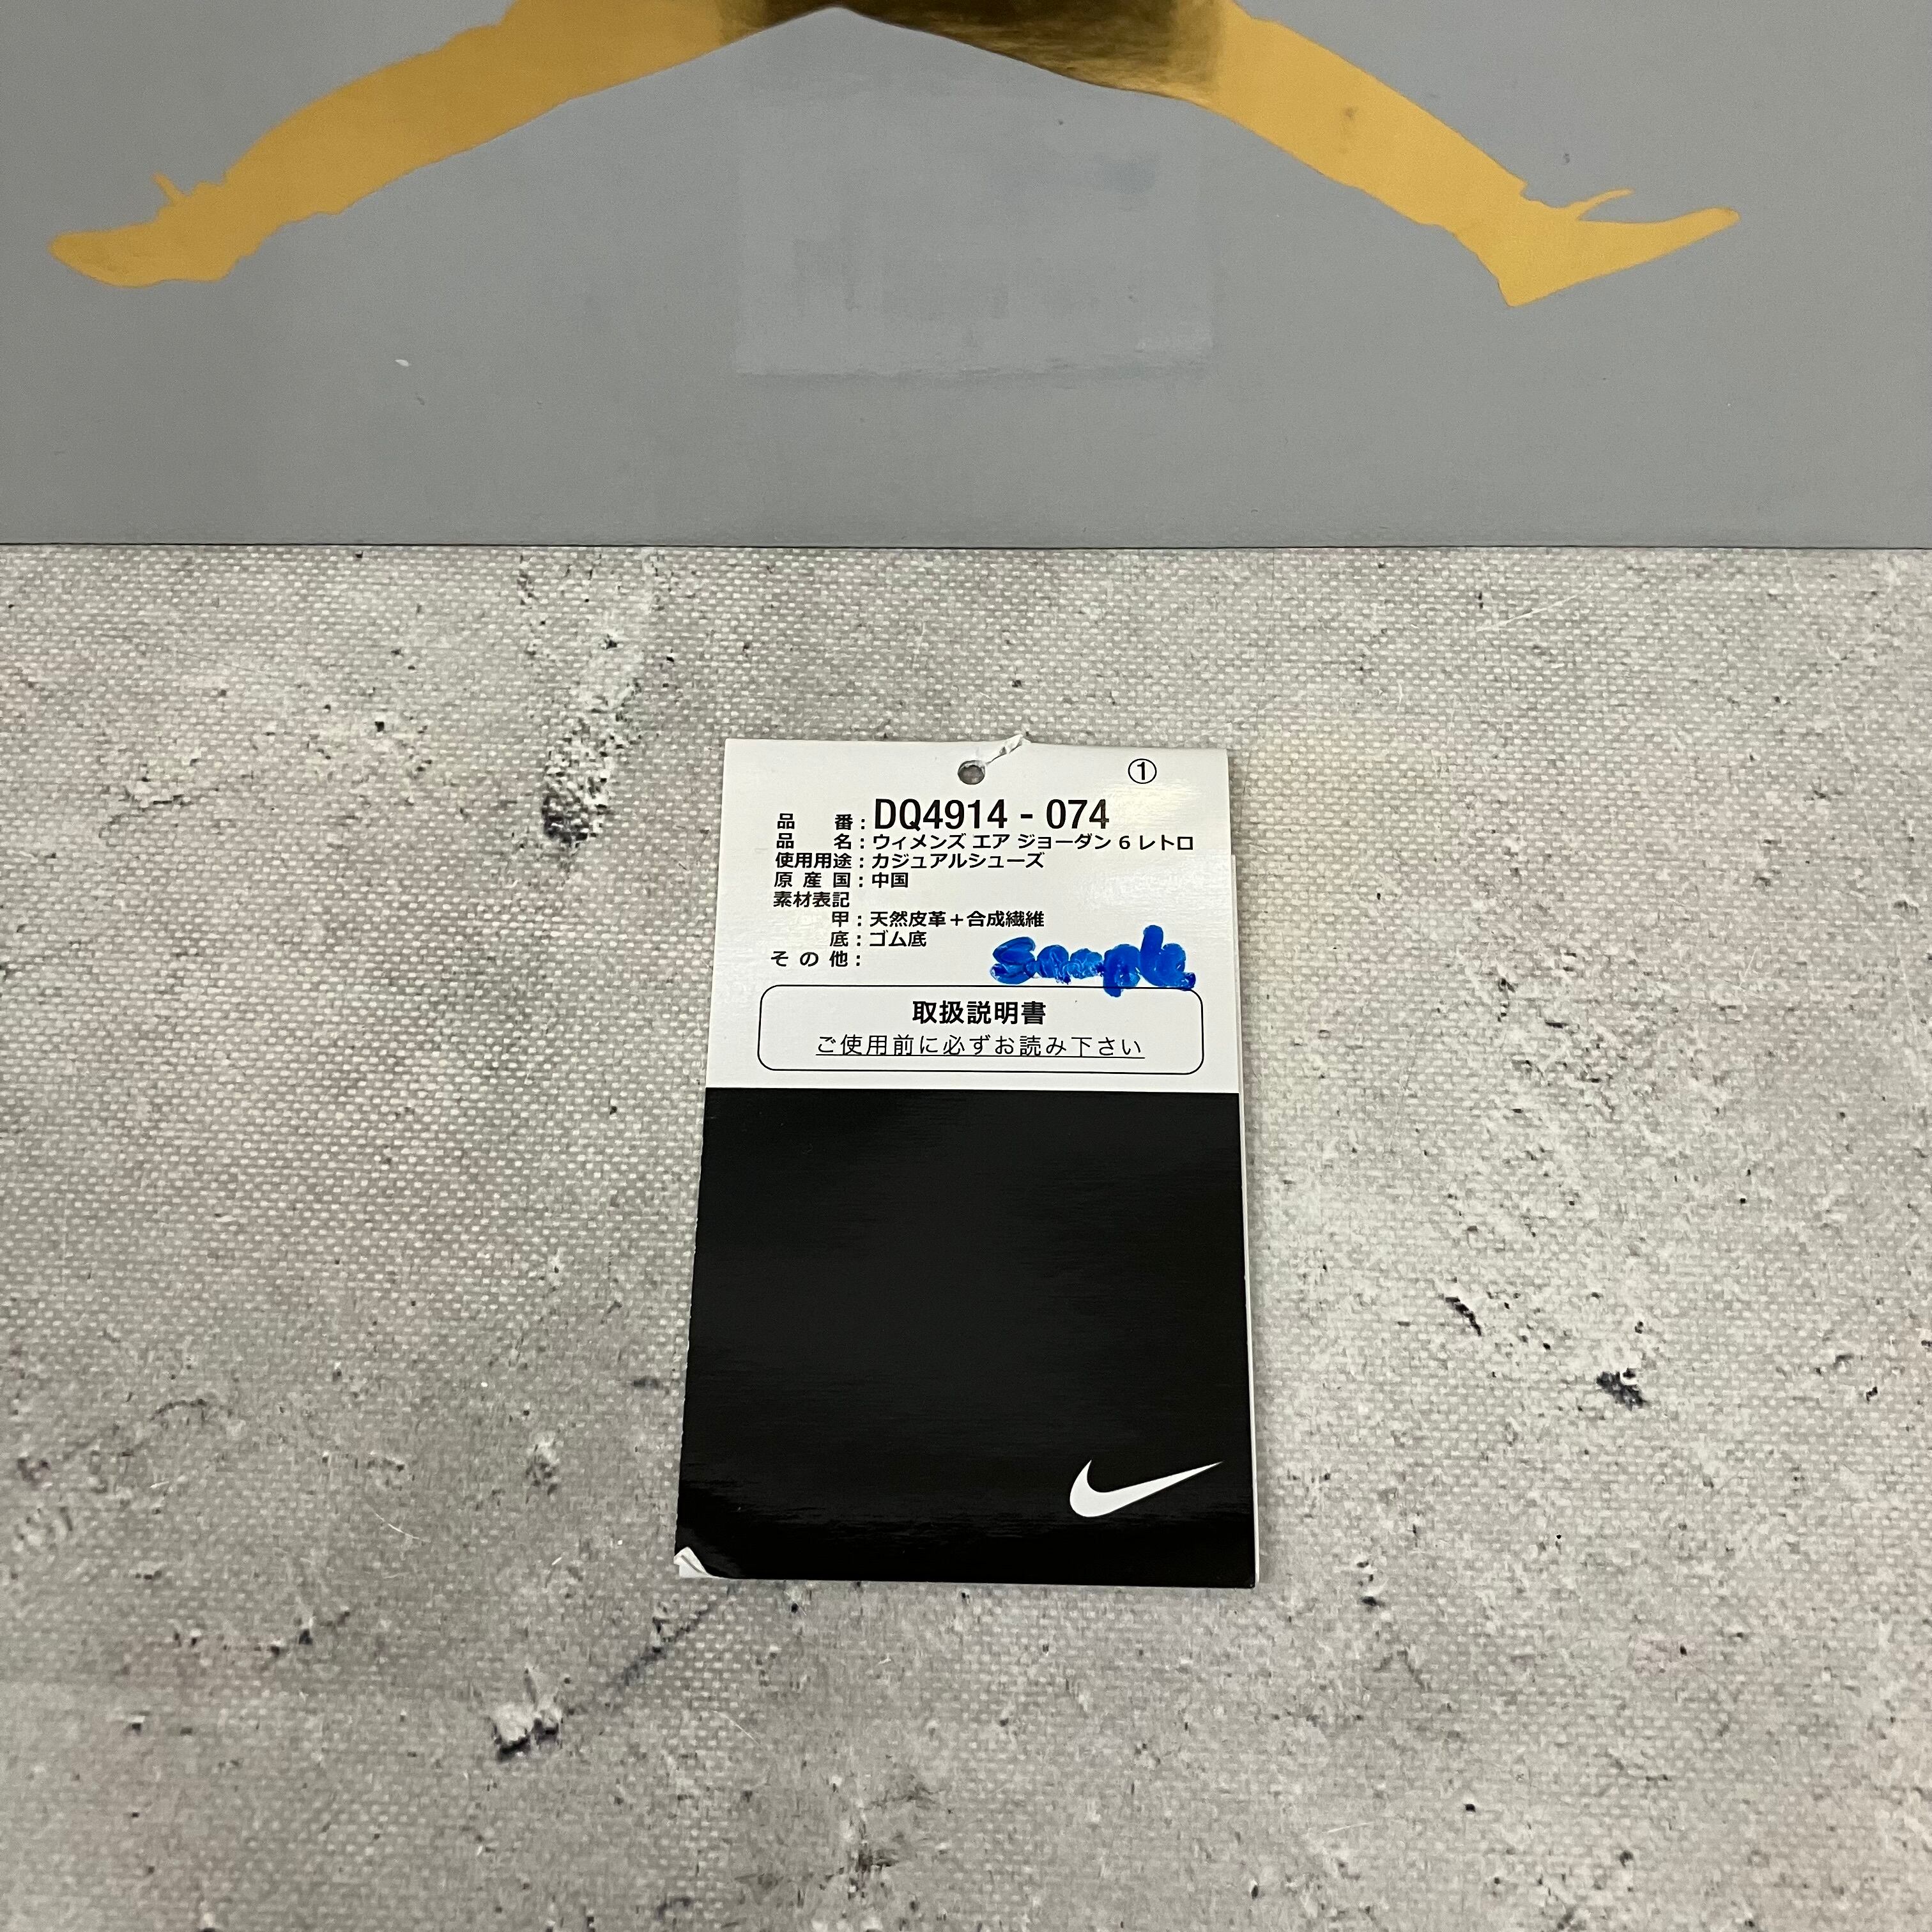 ①
品 番：DQ4914 - 074
品 名：ウィメンズ エア ジョーダン 6 レトロ
使用用途：カジュアルシューズ
原産国：中国
素材表記
甲：天然皮革＋合成繊維
底：ゴム底
その他：
Sample
取扱説明書
ご使用前に必ずお読み下さい